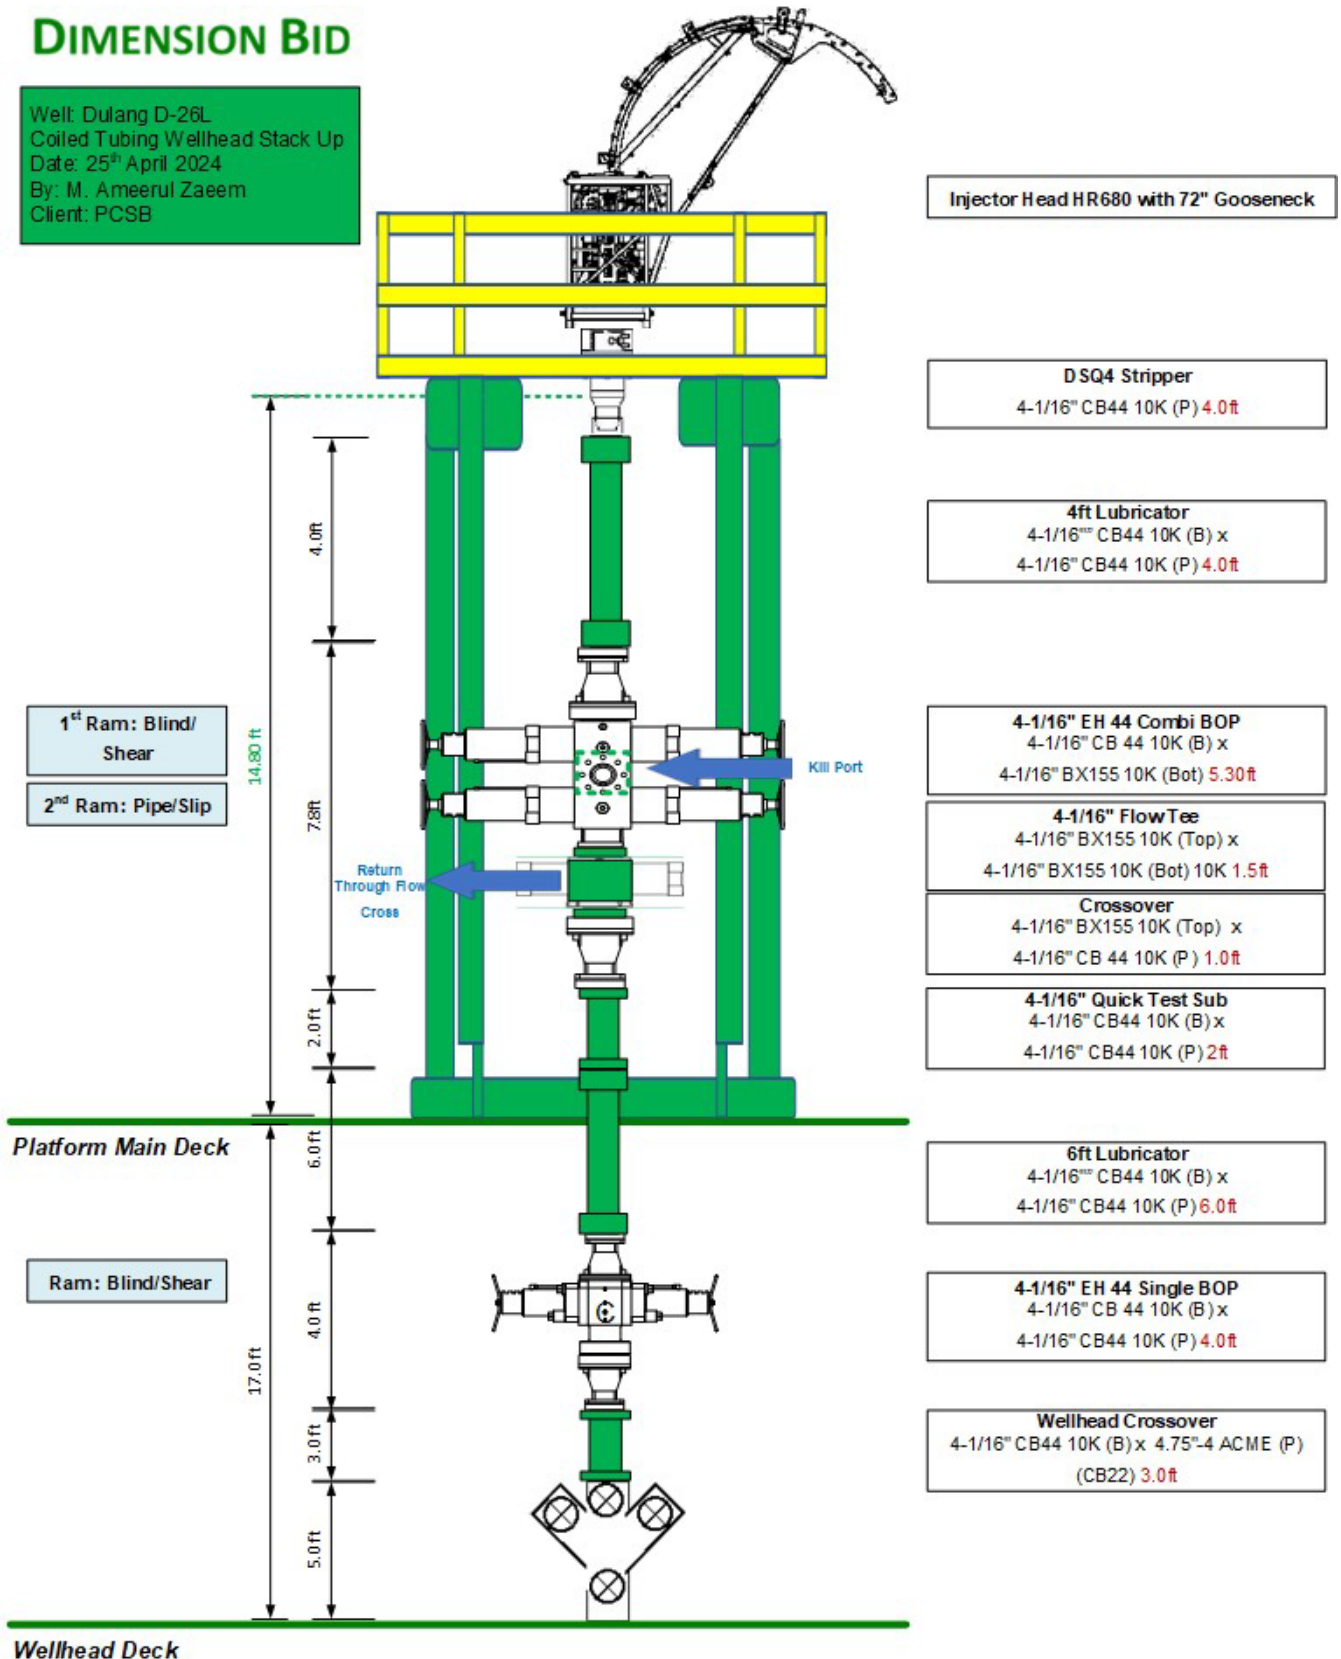 DIMENSION BID
Well: Dulang D-26L
Coiled Tubing Wellhead Stack Up
Date: 25th April 2024
By: M. Ameerul Zaeem
Client: PCSB
Injector Head HR680 with 72" Gooseneck
DSQ4 Stripper
4-1/16" CB44 10K (P) 4.0ft
4ft Lubricator
4-1/16"" CB44 10K (B) x
4-1/16" CB44 10K (P) 4.0ft
4.0ft
1st Ram: Blind/
Shear
2nd Ram: Pipe/Slip
14.80 ft
7.8ft
Kill Port
4-1/16" EH 44 Combi BOP
4-1/16" CB 44 10K (B) x
4-1/16" BX155 10K (Bot) 5.30ft
4-1/16" Flow Tee
4-1/16" BX155 10K (Top) x
4-1/16" BX155 10K (Bot) 10K 1.5ft
Return
Through Flow
Cross
Crossover
4-1/16" BX155 10K (Top) x
4-1/16" CB 44 10K (P) 1.0ft
2.0ft
4-1/16" Quick Test Sub
4-1/16" CB44 10K (B) x
4-1/16" CB44 10K (P) 2ft
Platform Main Deck
6.0ft
6ft Lubricator
4-1/16"" CB44 10K (B) x
4-1/16" CB44 10K (P) 6.0ft
Ram: Blind/Shear
4.0ft
4-1/16" EH 44 Single BOP
4-1/16" CB 44 10K (B) x
4-1/16" CB44 10K (P) 4.0ft
17.0ft
3.0ft
Wellhead Crossover
4-1/16" CB44 10K (B) x 4.75"-4 ACME (P)
(CB22) 3.0ft
5.0ft
Wellhead Deck